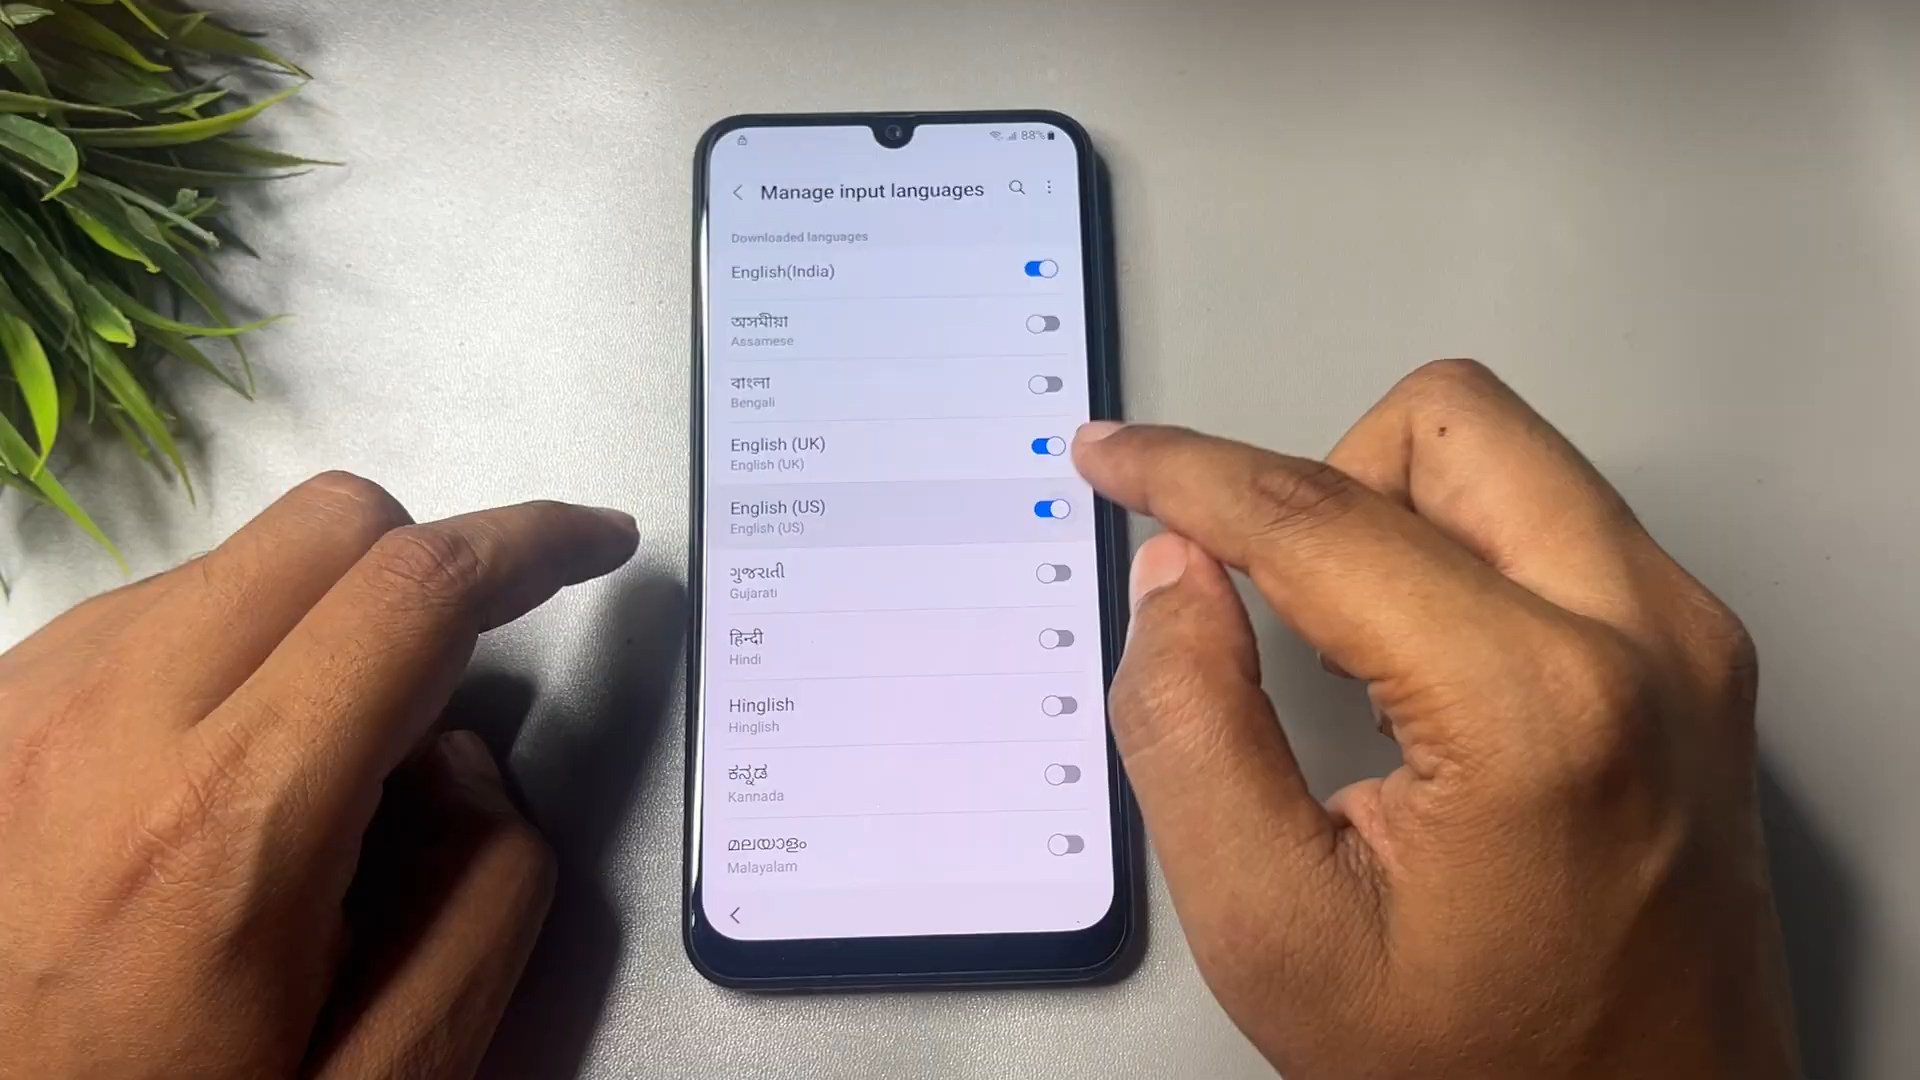 88%
Manage input languages
Downloaded languages
English(India)
অসমীয়া
Assamese
বাংলা
Bengali
English (UK)
English (UK)
English (US)
English (US)
ગુજરાતી
Gujarati
हिन्दी
Hindi
Hinglish
Hinglish
ಕನ್ನಡ
Kannada
മലയാളം
Malayalam